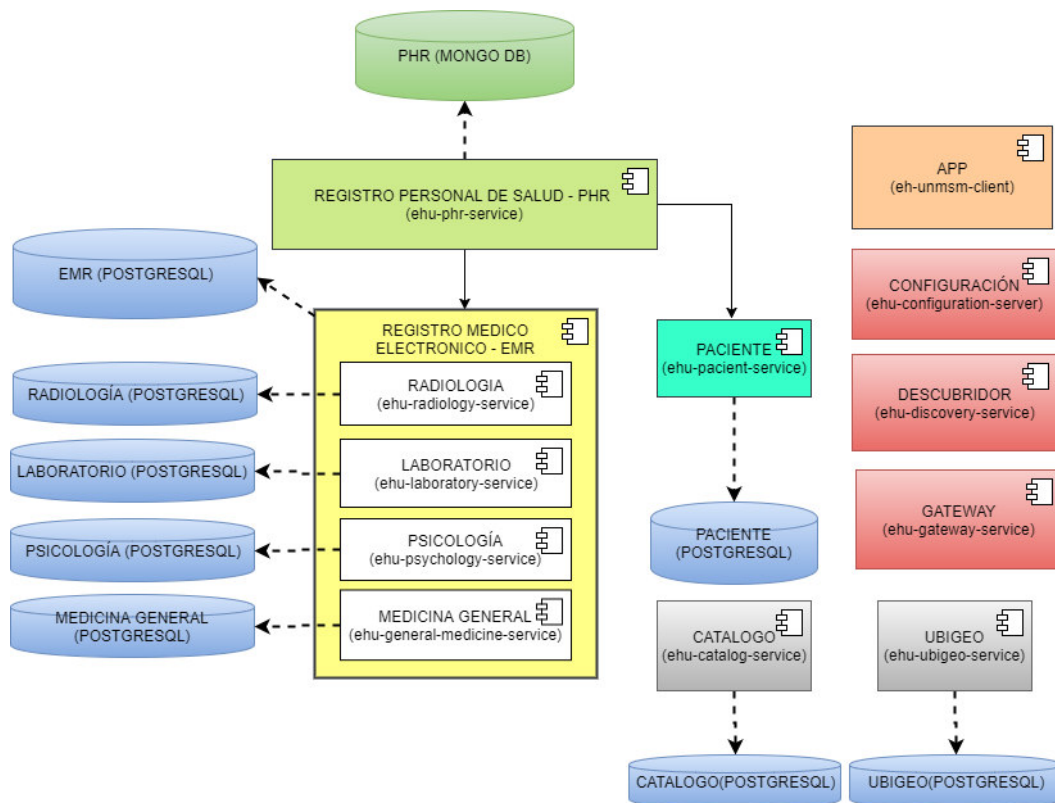 PHR (MONGO DB)
REGISTRO PERSONAL DE SALUD - PHR
(ehu-phr-service)
APP
(eh-unmsm-client)
EMR (POSTGRESQL)
CONFIGURACIÓN
(ehu-configuration-server)
REGISTRO MEDICO
ELECTRONICO - EMR
PACIENTE
(ehu-pacient-service)
RADIOLOGÍA (POSTGRESQL)
RADIOLOGIA
(ehu-radiology-service)
DESCUBRIDOR
(ehu-discovery-service)
LABORATORIO (POSTGRESQL)
LABORATORIO
(ehu-laboratory-service)
GATEWAY
(ehu-gateway-service)
PSICOLOGÍA (POSTGRESQL)
PSICOLOGÍA
(ehu-psychology-service)
PACIENTE
(POSTGRESQL)
MEDICINA GENERAL
(POSTGRESQL)
MEDICINA GENERAL
(ehu-general-medicine-service)
CATALOGO
(ehu-catalog-service)
UBIGEO
(ehu-ubigeo-service)
CATALOGO(POSTGRESQL)
UBIGEO(POSTGRESQL)